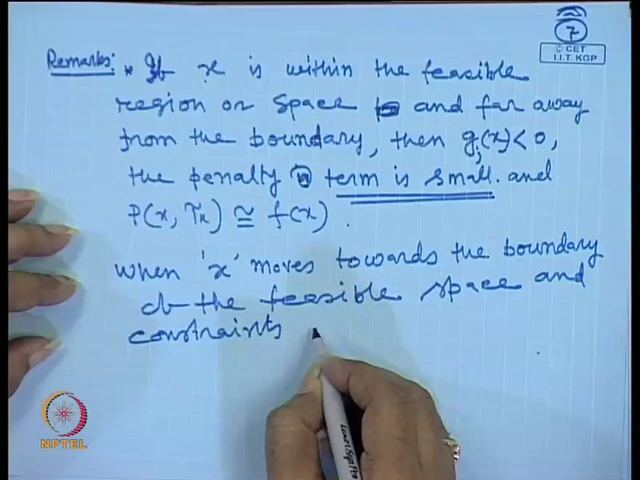 7
© CET
I.I.T. KGP
Remarks: * If x is within the feasible
region or space and far away
from the boundary, then gj(x) < 0,
the penalty term is small. and
P(x, rk) ≅ f(x).
When 'x' moves towards the boundary
of the feasible space and
constraints
NPTEL